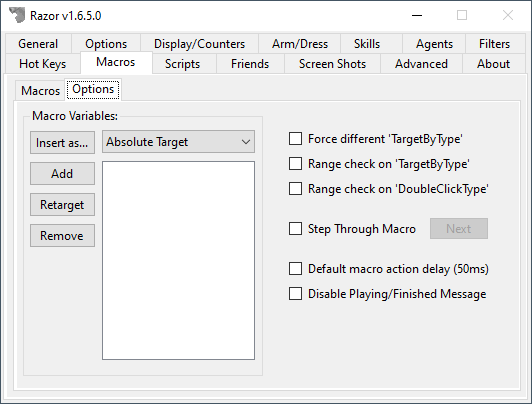 Razor v1.6.5.0
General Options Display/Counters Arm/Dress Skills Agents Filters
Hot Keys Macros Scripts Friends Screen Shots Advanced About
Macros Options
Macro Variables:
Insert as... Absolute Target
Add
Retarget
Remove
Force different 'TargetByType'
Range check on 'TargetByType'
Range check on 'DoubleClickType'
Step Through Macro Next
Default macro action delay (50ms)
Disable Playing/Finished Message